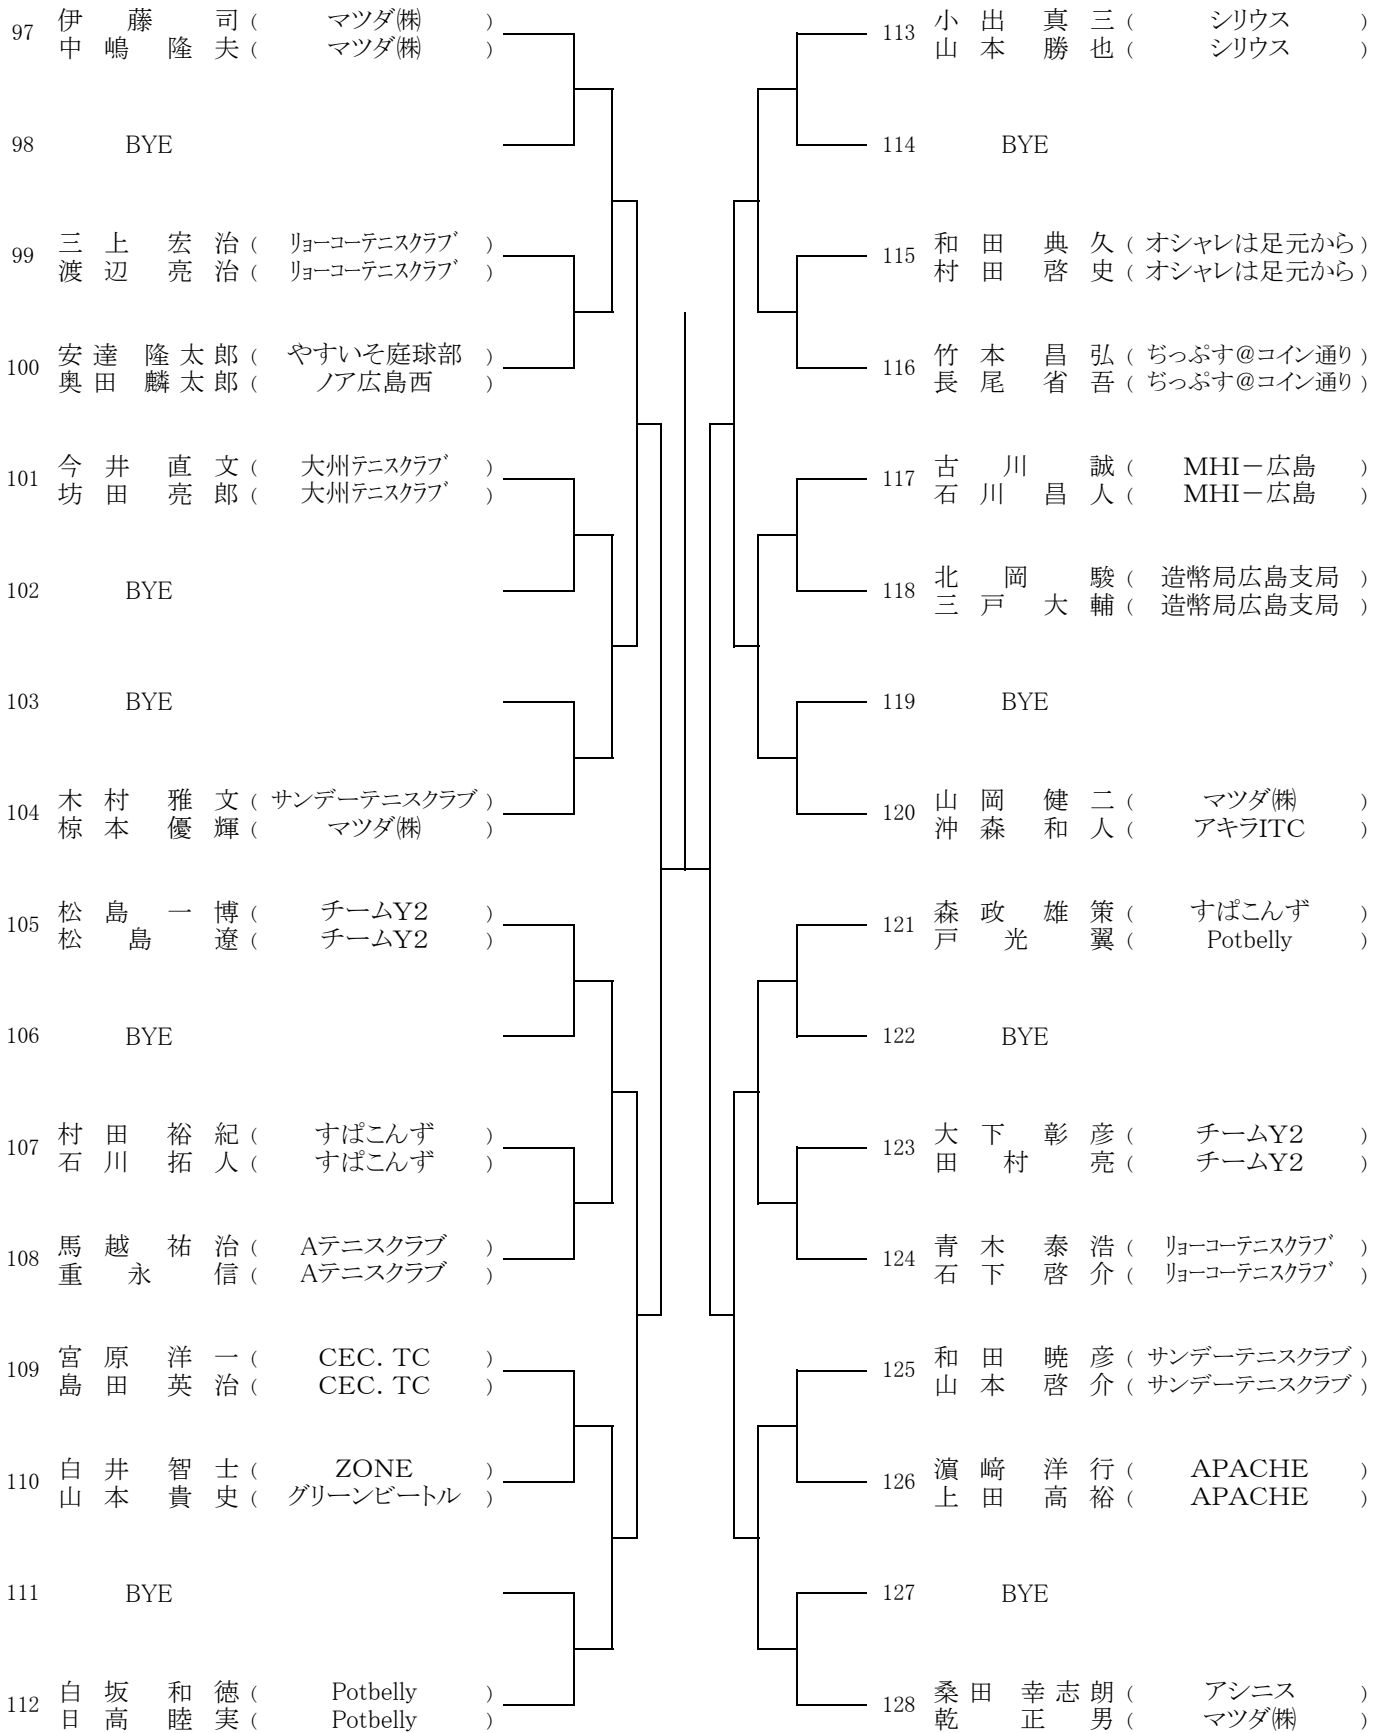 97 伊藤司(マツダ㈱)
中嶋隆夫(マツダ㈱)
98 BYE
99 三上宏治(リョーコーテニスクラブ)
渡辺亮治(リョーコーテニスクラブ)
100 安達隆太郎(やすいそ庭球部)
奥田麟太郎(ノア広島西)
101 今井直文(大州テニスクラブ)
坊田亮郎(大州テニスクラブ)
102 BYE
103 BYE
104 木村雅文(サンデーテニスクラブ)
椋本優輝(マツダ㈱)
105 松島一博(チームY2)
松島遼(チームY2)
106 BYE
107 村田裕紀(すぱこんず)
石川拓人(すぱこんず)
108 馬越祐治(Aテニスクラブ)
重永信(Aテニスクラブ)
109 宮原洋一(CEC.TC)
島田英治(CEC.TC)
110 白井智士(ZONE)
山本貴史(グリーンビートル)
111 BYE
112 白坂和徳(Potbelly)
日高睦実(Potbelly)
113 小出真三(シリウス)
山本勝也(シリウス)
114 BYE
115 和田典久(オシャレは足元から)
村田啓史(オシャレは足元から)
116 竹本昌弘(ぢっぷす@コイン通り)
長尾省吾(ぢっぷす@コイン通り)
117 古川誠(MHI－広島)
石川昌人(MHI－広島)
118 北岡駿(造幣局広島支局)
三戸大輔(造幣局広島支局)
119 BYE
120 山岡健二(マツダ㈱)
沖森和人(アキラITC)
121 森政雄策(すぱこんず)
戸光翼(Potbelly)
122 BYE
123 大下彰彦(チームY2)
田村亮(チームY2)
124 青木泰浩(リョーコーテニスクラブ)
石下啓介(リョーコーテニスクラブ)
125 和田暁彦(サンデーテニスクラブ)
山本啓介(サンデーテニスクラブ)
126 濵﨑洋行(APACHE)
上田高裕(APACHE)
127 BYE
128 桑田幸志朗(アシニス)
乾正男(マツダ㈱)